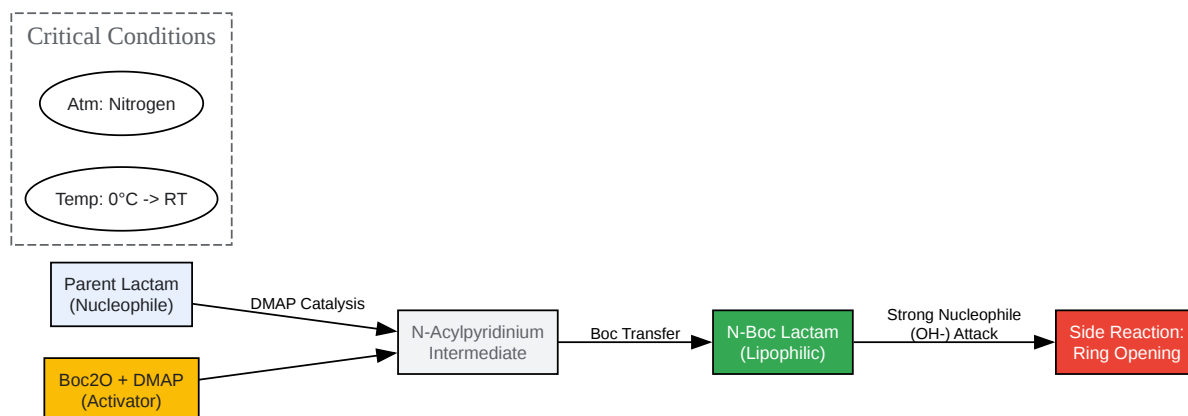 Critical Conditions
Atm: Nitrogen
Temp: 0°C -> RT
Parent Lactam
(Nucleophile)
DMAP Catalysis
Boc2O + DMAP
(Activator)
N-Acylpyridinium
Intermediate
Boc Transfer
N-Boc Lactam
(Lipophilic)
Strong Nucleophile
(OH-) Attack
Side Reaction:
Ring Opening